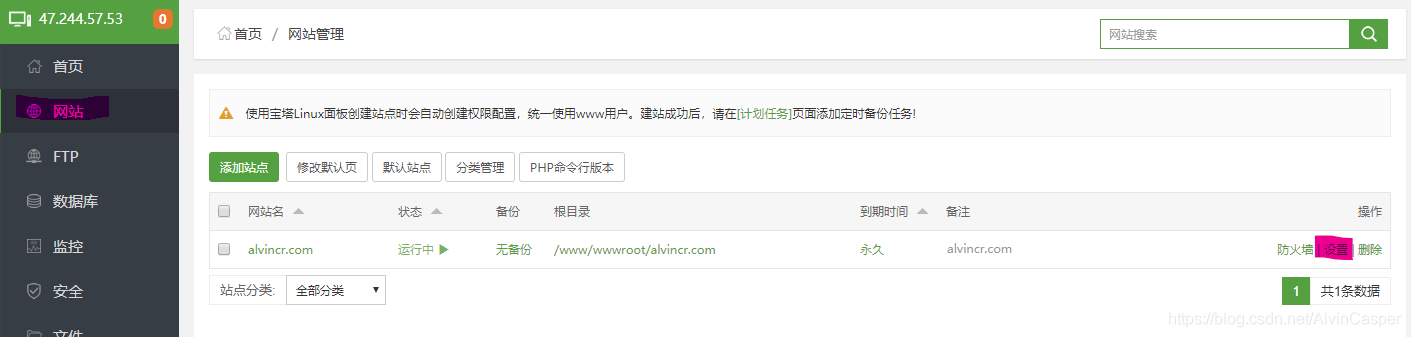 47.244.57.53 0
首页
网站
FTP
数据库
监控
安全
文件
首页 / 网站管理
网站搜索
使用宝塔Linux面板创建站点时会自动创建权限配置，统一使用www用户。建站成功后，请在[计划任务]页面添加定时备份任务!
添加站点 修改默认页 默认站点 分类管理 PHP命令行版本
网站名 状态 备份 根目录 到期时间 备注 操作
alvincr.com 运行中 无备份 /www/wwwroot/alvincr.com 永久 alvincr.com 防火墙 | 设置 | 删除
站点分类: 全部分类 1 共1条数据
https://blog.csdn.net/AlvinCasper